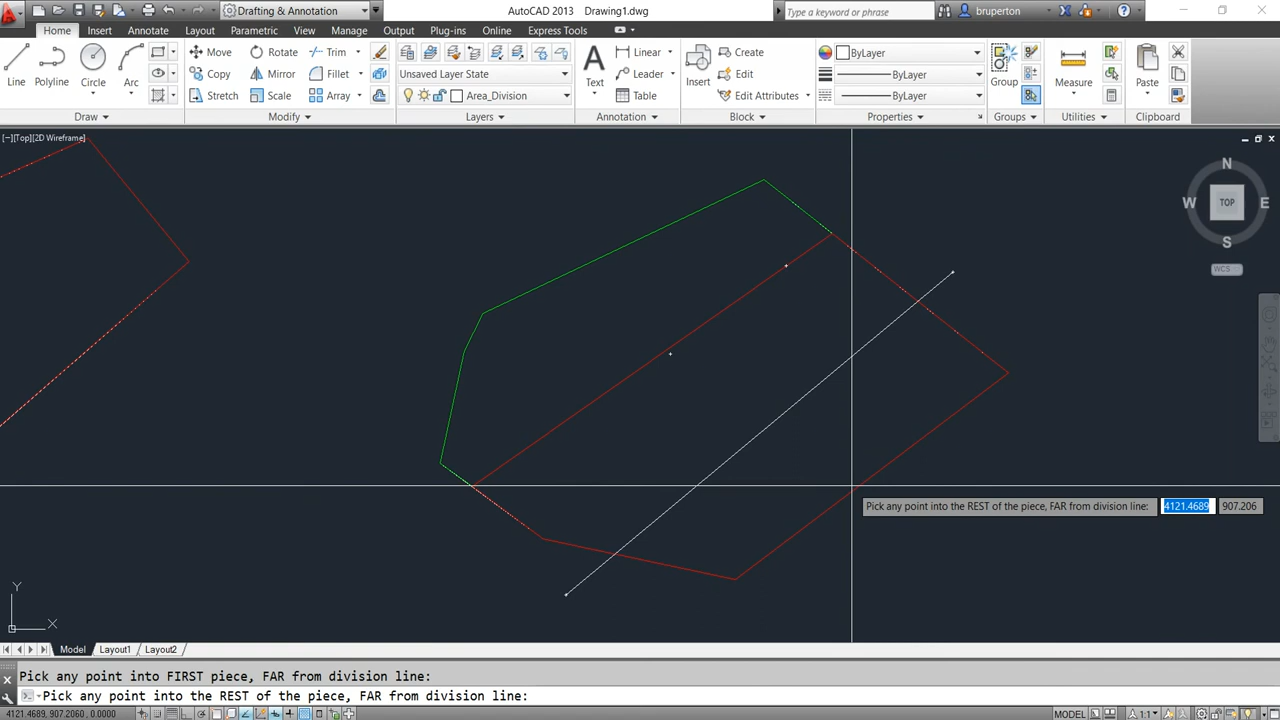 Drafting & Annotation
AutoCAD 2013 Drawing1.dwg
Type a keyword or phrase
bruperton
Home Insert Annotate Layout Parametric View Manage Output Plug-ins Online Express Tools
Line
Polyline
Circle
Arc
Move
Rotate
Trim
Copy
Mirror
Fillet
Stretch
Scale
Array
Unsaved Layer State
Area_Division
Text
Linear
Leader
Table
Insert
Create
Edit
Edit Attributes
ByLayer
ByLayer
ByLayer
Group
Measure
Paste
Draw
Modify
Layers
Annotation
Block
Properties
Groups
Utilities
Clipboard
[−][Top][2D Wireframe]
N
W TOP E
S
WCS
Pick any point into the REST of the piece, FAR from division line: 4121.4689 907.206
Y
X
Model Layout1 Layout2
Pick any point into FIRST piece, FAR from division line:
Pick any point into the REST of the piece, FAR from division line:
4121.4689, 907.2060, 0.0000
MODEL
1:1